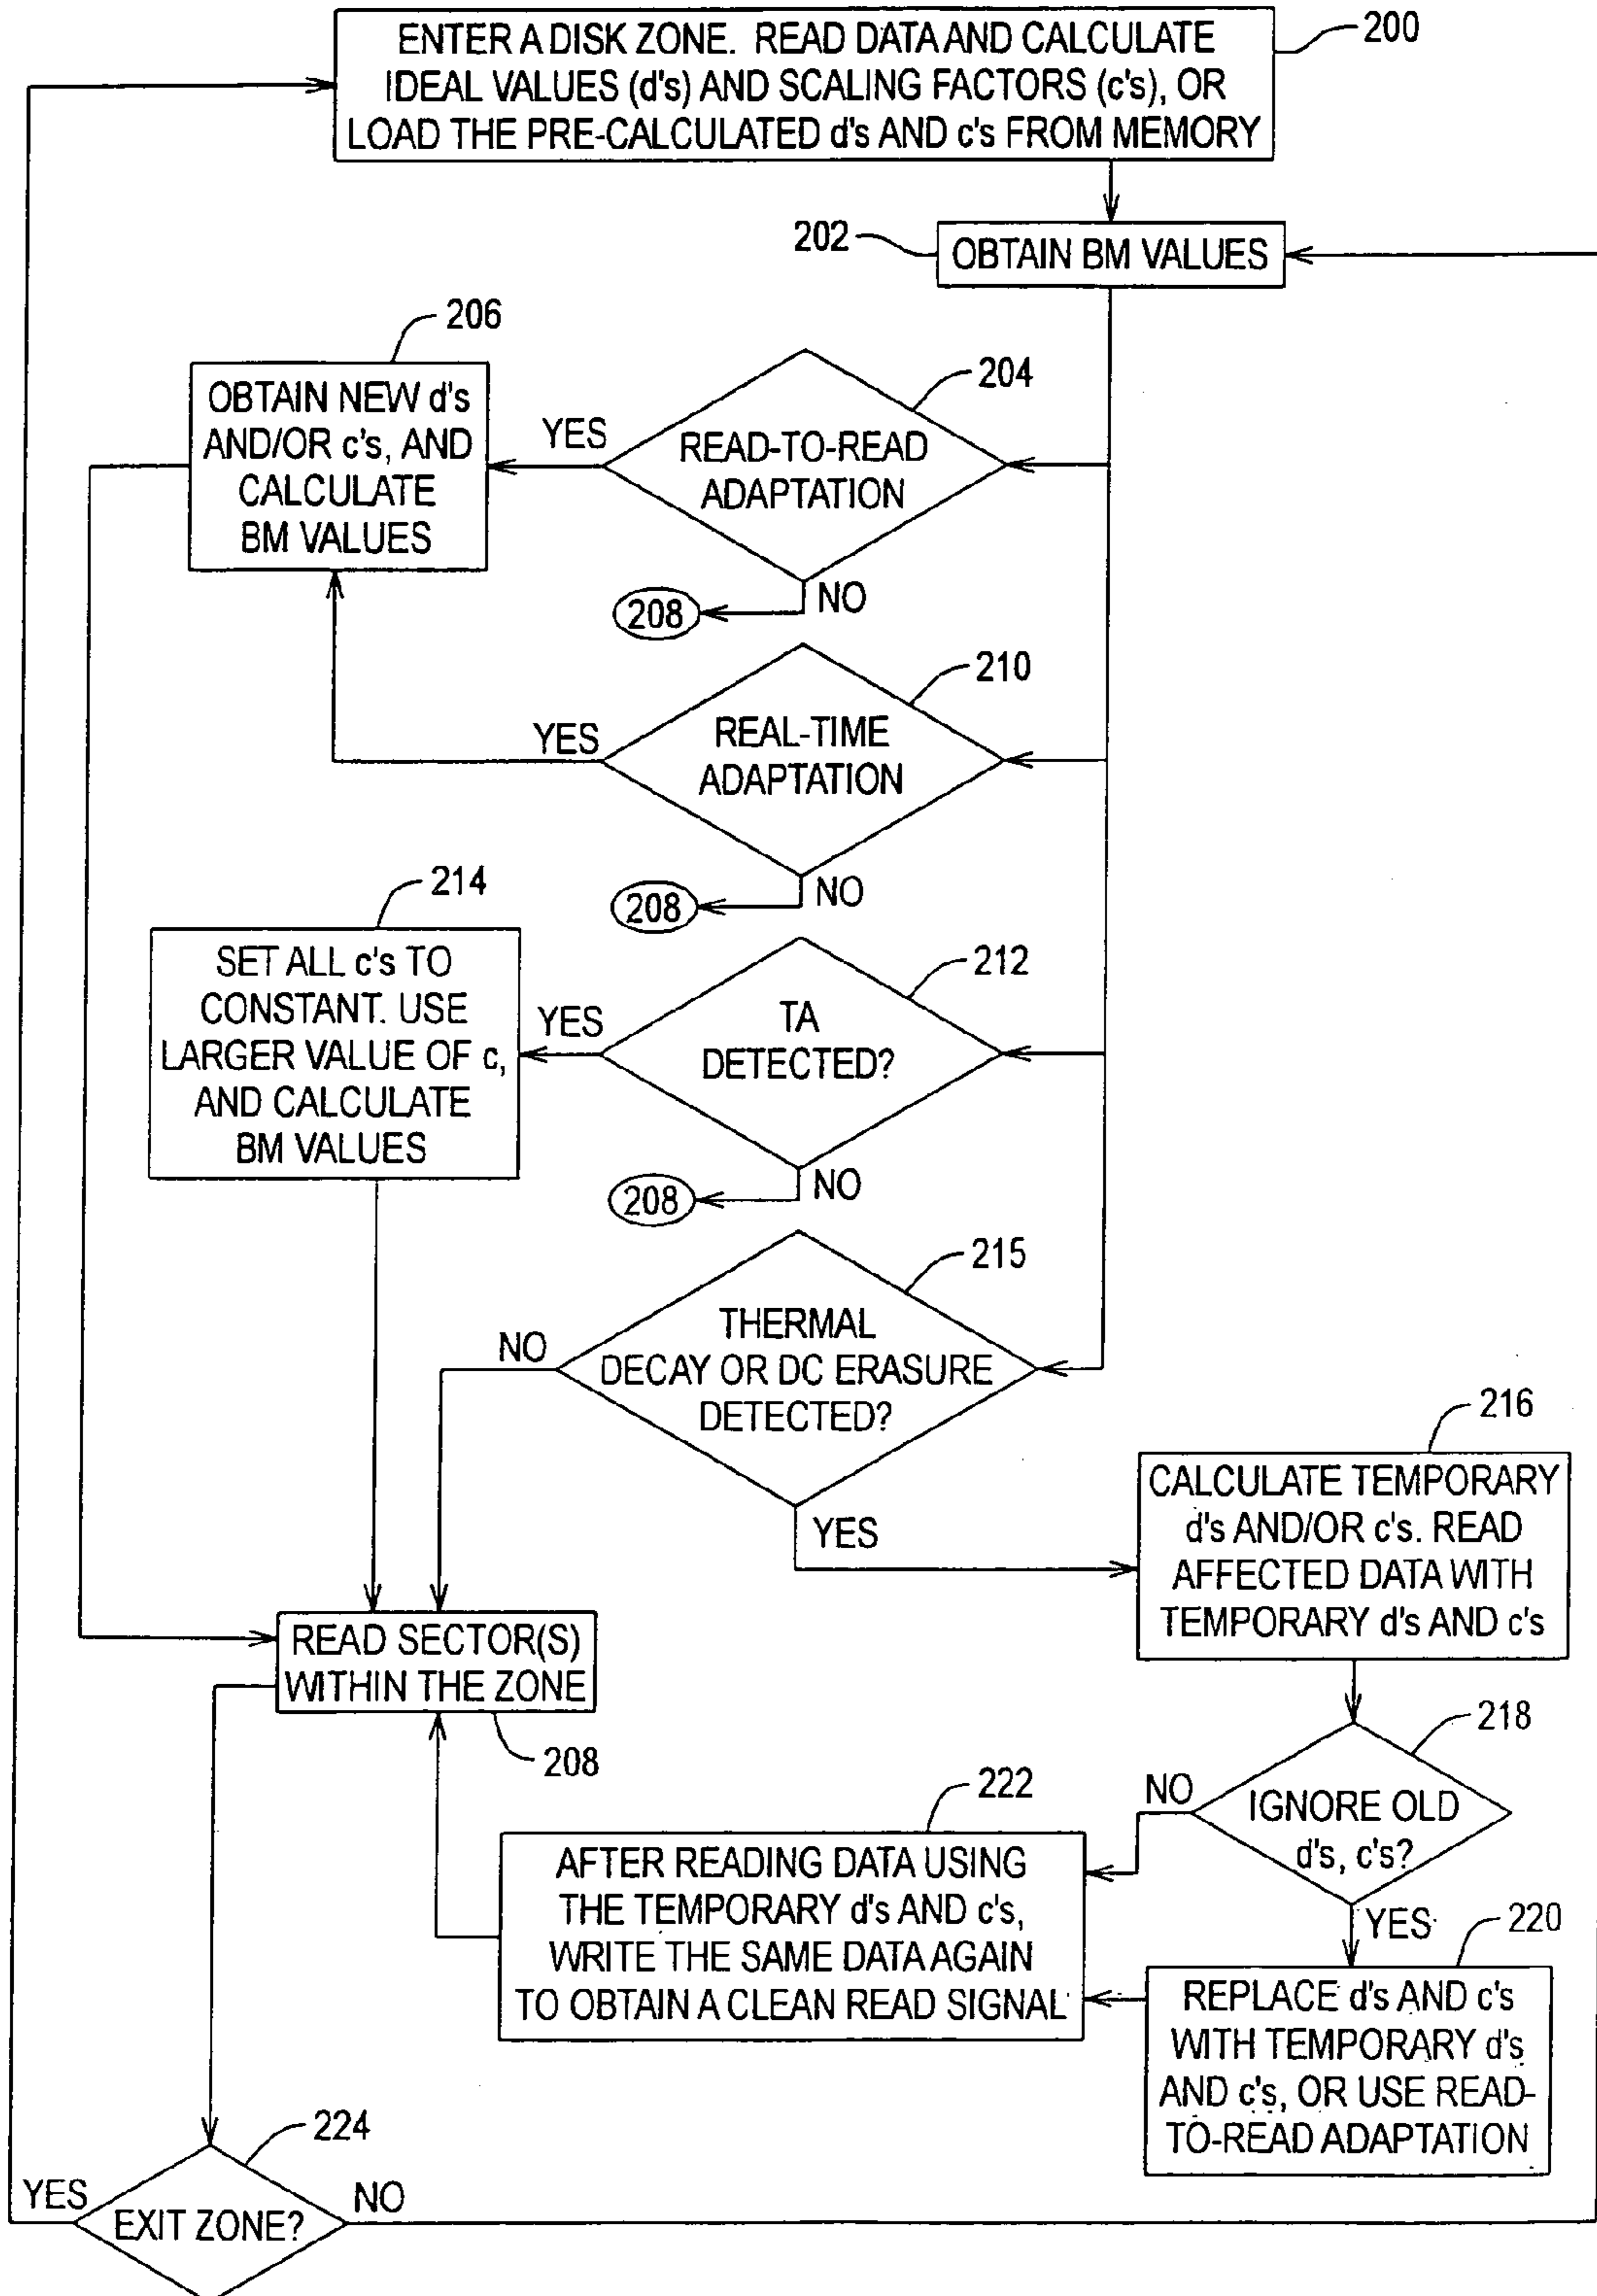 ENTER A DISK ZONE. READ DATA AND CALCULATE
IDEAL VALUES (d's) AND SCALING FACTORS (c's), OR
LOAD THE PRE-CALCULATED d's AND c's FROM MEMORY
200
202
OBTAIN BM VALUES
206
OBTAIN NEW d's
AND/OR c's, AND
CALCULATE
BM VALUES
YES
204
READ-TO-READ
ADAPTATION
NO
208
210
YES
REAL-TIME
ADAPTATION
NO
208
214
SET ALL c's TO
CONSTANT. USE
LARGER VALUE OF c,
AND CALCULATE
BM VALUES
YES
212
TA
DETECTED?
NO
208
215
NO
THERMAL
DECAY OR DC ERASURE
DETECTED?
YES
216
CALCULATE TEMPORARY
d's AND/OR c's. READ
AFFECTED DATA WITH
TEMPORARY d's AND c's
READ SECTOR(S)
WITHIN THE ZONE
208
218
NO
IGNORE OLD
d's, c's?
YES
222
AFTER READING DATA USING
THE TEMPORARY d's AND c's,
WRITE THE SAME DATA AGAIN
TO OBTAIN A CLEAN READ SIGNAL
220
REPLACE d's AND c's
WITH TEMPORARY d's
AND c's, OR USE READ-
TO-READ ADAPTATION
224
YES
EXIT ZONE?
NO